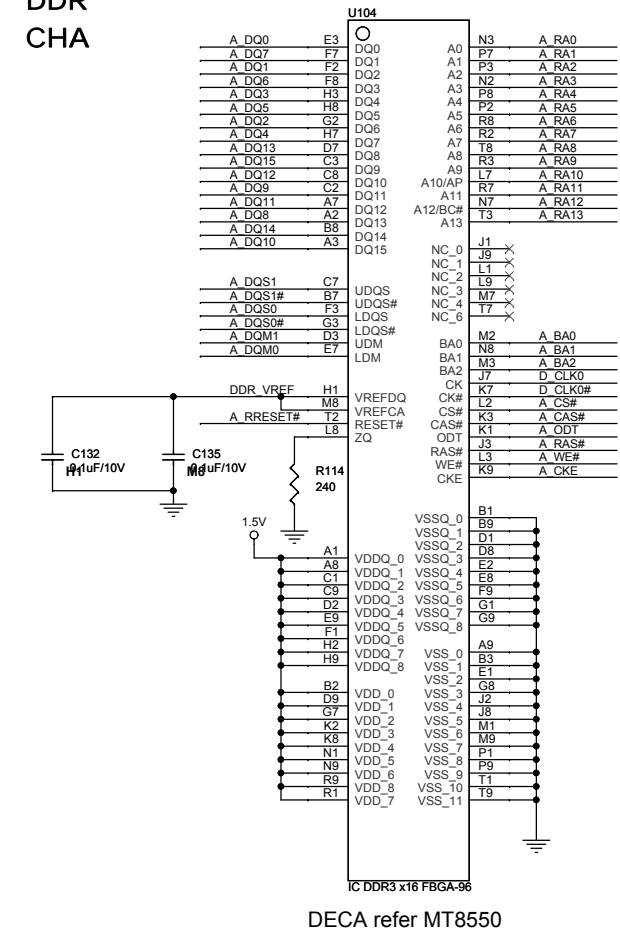 DDR
CHA
U104
A_DQ0 E3 DQ0 A0 N3 A_RA0
A_DQ7 F7 DQ1 A1 P7 A_RA1
A_DQ1 F2 DQ2 A2 P3 A_RA2
A_DQ6 F8 DQ3 A3 N2 A_RA3
A_DQ3 H3 DQ4 A4 P8 A_RA4
A_DQ5 H8 DQ5 A5 P2 A_RA5
A_DQ2 G2 DQ6 A6 R8 A_RA6
A_DQ4 H7 DQ7 A7 R2 A_RA7
A_DQ13 D7 DQ8 A8 T8 A_RA8
A_DQ15 C3 DQ9 A9 R3 A_RA9
A_DQ12 C8 DQ10 A10/AP L7 A_RA10
A_DQ9 C2 DQ11 A11 R7 A_RA11
A_DQ11 A7 DQ12 A12/BC# N7 A_RA12
A_DQ8 A2 DQ13 A13 T3 A_RA13
A_DQ14 B8 DQ14
A_DQ10 A3 DQ15
NC_0 J1
NC_1 J9
NC_2 L1
NC_3 L9
NC_4 M7
NC_6 T7
A_DQS1 C7 UDQS
A_DQS1# B7 UDQS#
A_DQS0 F3 LDQS
A_DQS0# G3 LDQS#
A_DQM1 D3 UDM
A_DQM0 E7 LDM
BA0 M2 A_BA0
BA1 N8 A_BA1
BA2 M3 A_BA2
CK J7 D_CLK0
CK# K7 D_CLK0#
CS# L2 A_CS#
CAS# K3 A_CAS#
ODT K1 A_ODT
RAS# J3 A_RAS#
WE# L3 A_WE#
CKE K9 A_CKE
DDR_VREF H1 VREFDQ
M8 VREFCA
A_RRESET# T2 RESET#
L8 ZQ
C132 C135
0.1uF/10V 0.1uF/10V
H1 M8
R114
240
1.5V
A1 VDDQ_0
A8 VDDQ_1
C1 VDDQ_2
C9 VDDQ_3
D2 VDDQ_4
E9 VDDQ_5
F1 VDDQ_6
H2 VDDQ_7
H9 VDDQ_8
VSSQ_0 B1
VSSQ_1 B9
VSSQ_2 D1
VSSQ_3 D8
VSSQ_4 E2
VSSQ_5 E8
VSSQ_6 F9
VSSQ_7 G1
VSSQ_8 G9
B2 VDD_0
D9 VDD_1
G7 VDD_2
K2 VDD_3
K8 VDD_4
N1 VDD_5
N9 VDD_6
R9 VDD_8
R1 VDD_7
VSS_0 A9
VSS_1 B3
VSS_2 E1
VSS_3 G8
VSS_4 J2
VSS_5 J8
VSS_6 M1
VSS_7 M9
VSS_8 P1
VSS_9 P9
VSS_10 T1
VSS_11 T9
IC DDR3 x16 FBGA-96
DECA refer MT8550